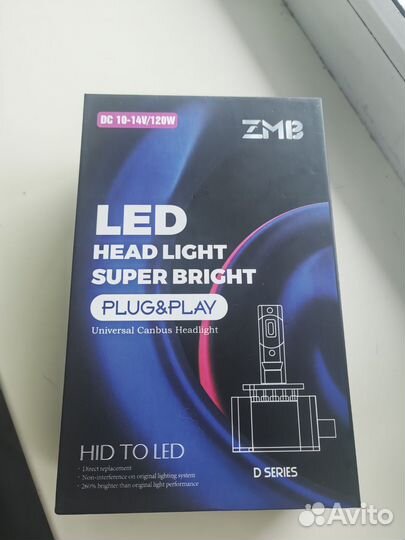 DC 10-14V/120W
ZMB
LED
HEAD LIGHT
SUPER BRIGHT
PLUG&PLAY
Universal Canbus Headlight
HID TO LED
• Direct replacement
• Non-interference on original lighting system
• 260% brighter than original light performance
D SERIES
Avito